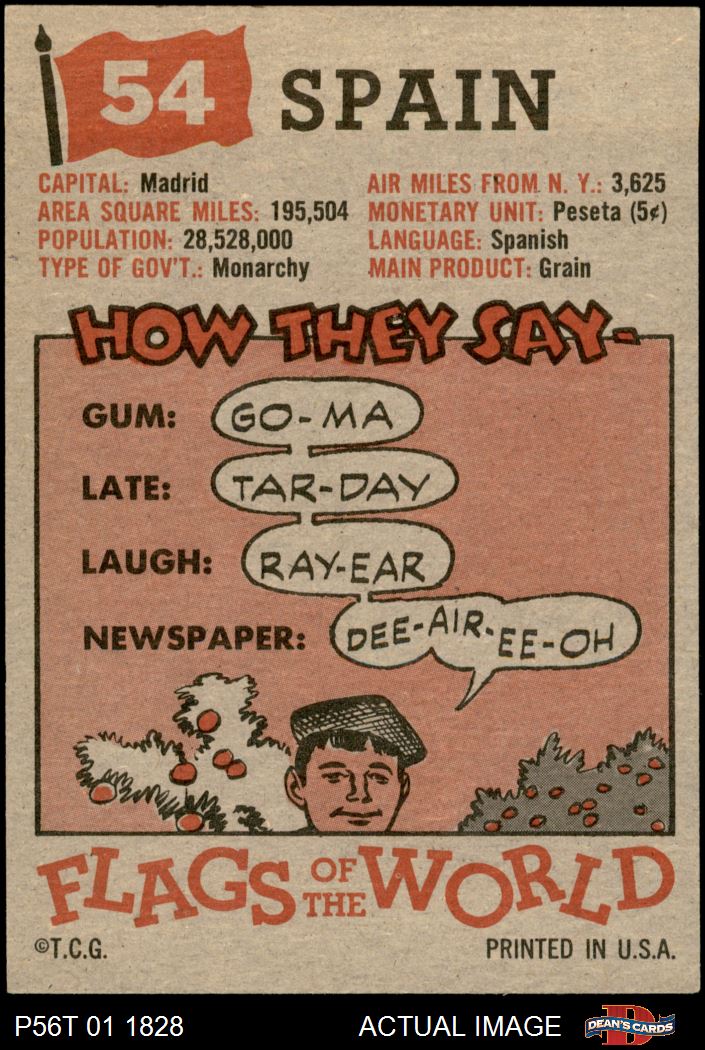 54 SPAIN
CAPITAL: Madrid
AREA SQUARE MILES: 195,504
POPULATION: 28,528,000
TYPE OF GOV'T.: Monarchy
AIR MILES FROM N. Y.: 3,625
MONETARY UNIT: Peseta (5¢)
LANGUAGE: Spanish
MAIN PRODUCT: Grain
HOW THEY SAY-
GUM: GO-MA
LATE: TAR-DAY
LAUGH: RAY-EAR
NEWSPAPER: DEE-AIR-EE-OH
FLAGS OF THE WORLD
©T.C.G. PRINTED IN U.S.A.
P56T 01 1828 ACTUAL IMAGE DEAN'S CARDS